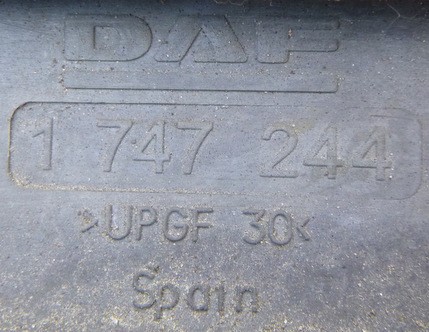 DAF
1 747 244
>UPGF 30<
Spain